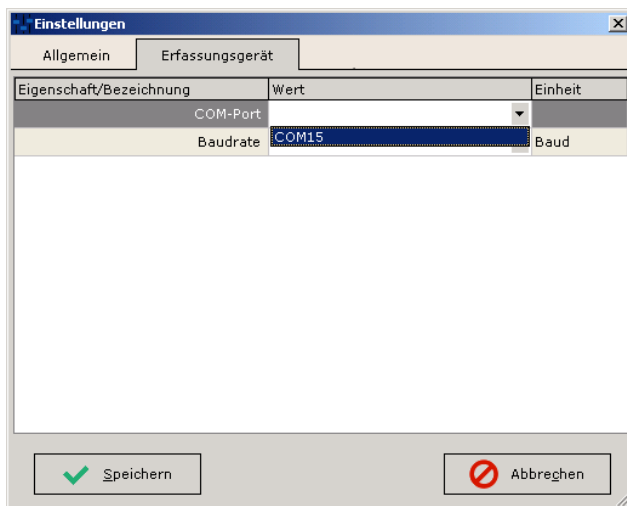 Einstellungen
Allgemein Erfassungsgerät
Eigenschaft/Bezeichnung Wert Einheit
COM-Port
Baudrate COM15 Baud
Speichern Abbrechen